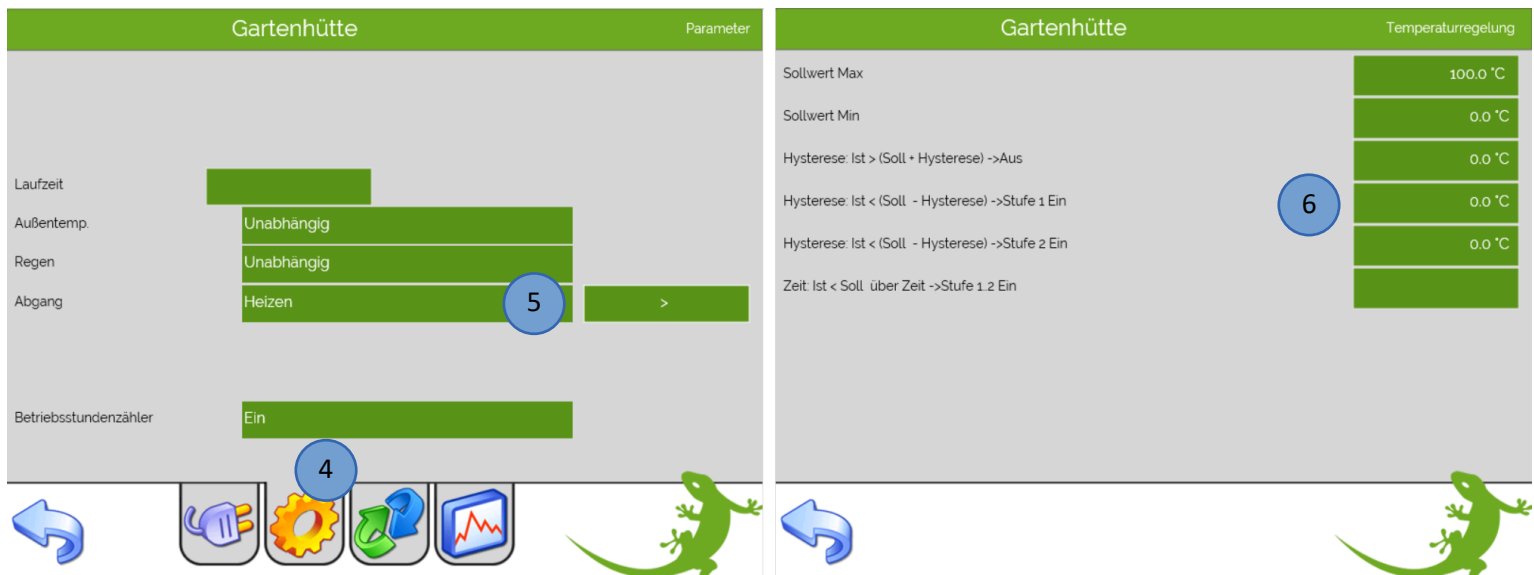 Gartenhütte
Parameter
Laufzeit
Außentemp.
Unabhängig
Regen
Unabhängig
Abgang
Heizen
5
>
Betriebsstundenzähler
Ein
4
Gartenhütte
Temperaturregelung
Sollwert Max
100.0 °C
Sollwert Min
0.0 °C
Hysterese: Ist > (Soll + Hysterese) ->Aus
0.0 °C
Hysterese: Ist < (Soll - Hysterese) ->Stufe 1 Ein
6
0.0 °C
Hysterese: Ist < (Soll - Hysterese) ->Stufe 2 Ein
0.0 °C
Zeit: Ist < Soll über Zeit ->Stufe 1..2 Ein